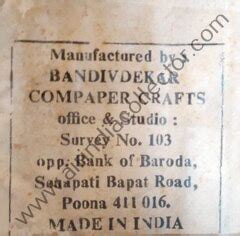 Manufactured by :
BANDIVDEKAR
COMPAPER CRAFTS
office & Studio :
Survey No. 103
opp. Bank of Baroda,
Senapati Bapat Road,
Poona 411 016.
MADE IN INDIA